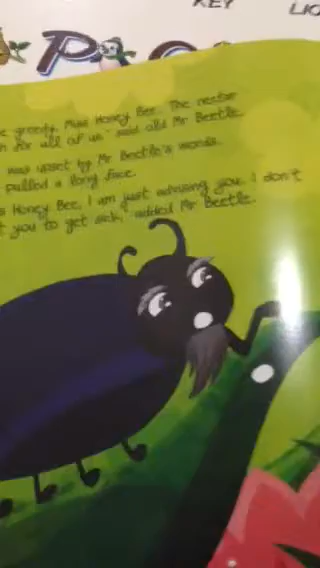 KEY
P
greedy, Miss Honey Bee. The nectar
for all of us," said old Mr Beetle.
was upset by Mr Beetle's words.
pulled a long face.
Honey Bee. I am just advising you. I don't
you to get sick," added Mr Beetle.